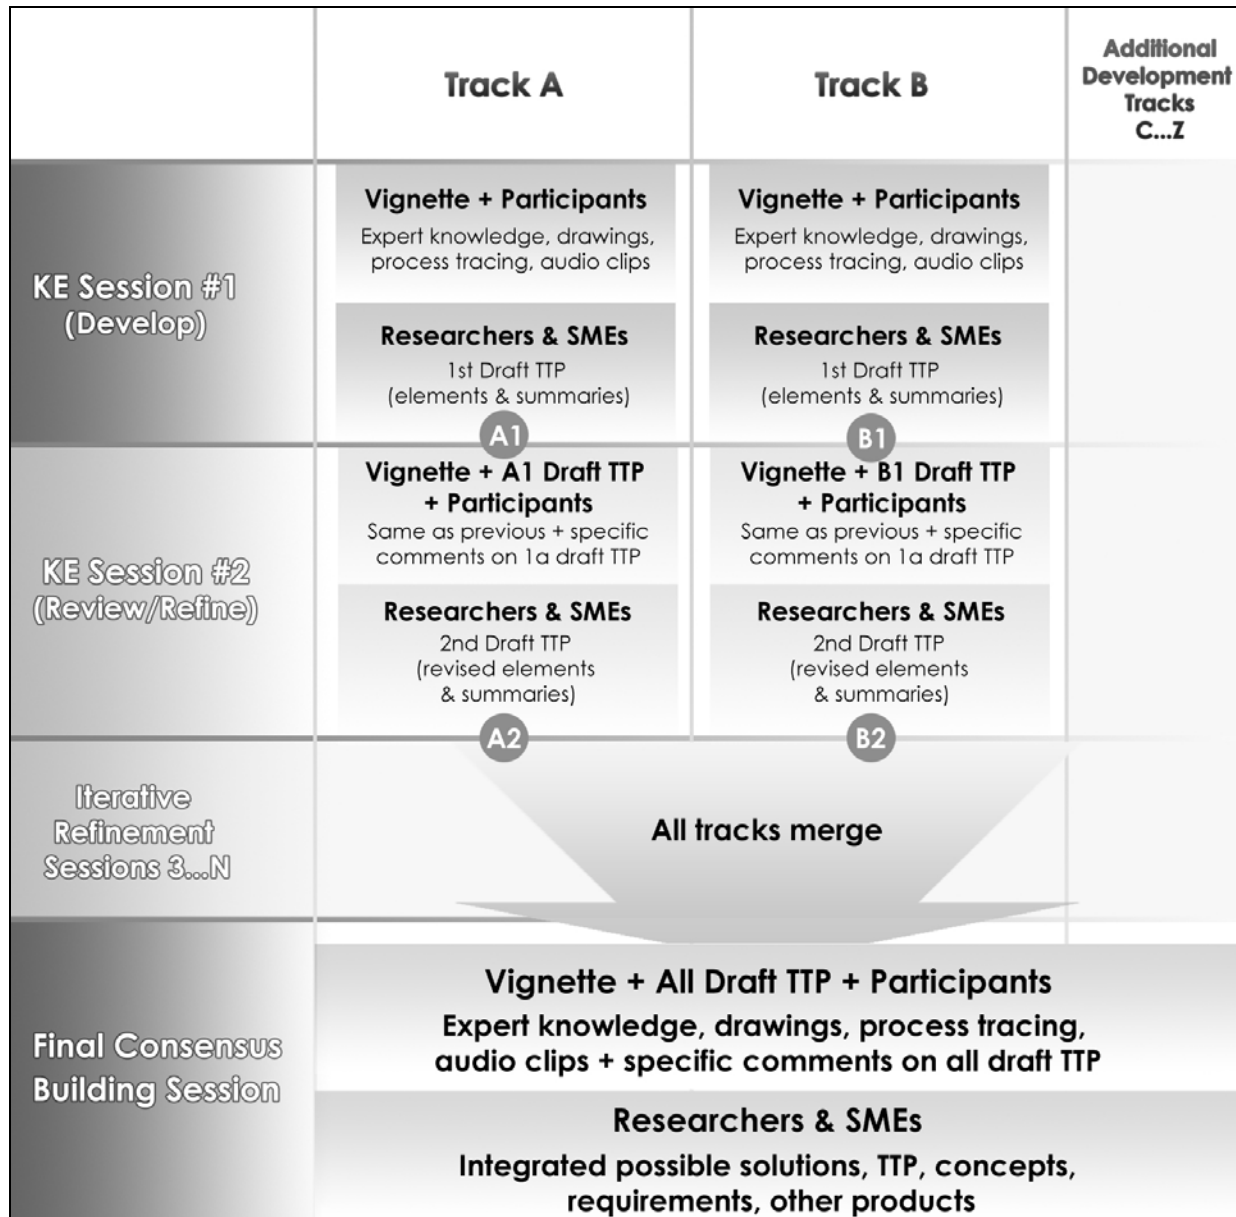 Track A
Track B
Additional
Development
Tracks
C...Z
KE Session #1
(Develop)
Vignette + Participants
Expert knowledge, drawings,
process tracing, audio clips
Researchers & SMEs
1st Draft TTP
(elements & summaries)
A1
Vignette + Participants
Expert knowledge, drawings,
process tracing, audio clips
Researchers & SMEs
1st Draft TTP
(elements & summaries)
B1
KE Session #2
(Review/Refine)
Vignette + A1 Draft TTP
+ Participants
Same as previous + specific
comments on 1a draft TTP
Researchers & SMEs
2nd Draft TTP
(revised elements
& summaries)
A2
Vignette + B1 Draft TTP
+ Participants
Same as previous + specific
comments on 1a draft TTP
Researchers & SMEs
2nd Draft TTP
(revised elements
& summaries)
B2
Iterative
Refinement
Sessions 3...N
All tracks merge
Final Consensus
Building Session
Vignette + All Draft TTP + Participants
Expert knowledge, drawings, process tracing,
audio clips + specific comments on all draft TTP
Researchers & SMEs
Integrated possible solutions, TTP, concepts,
requirements, other products